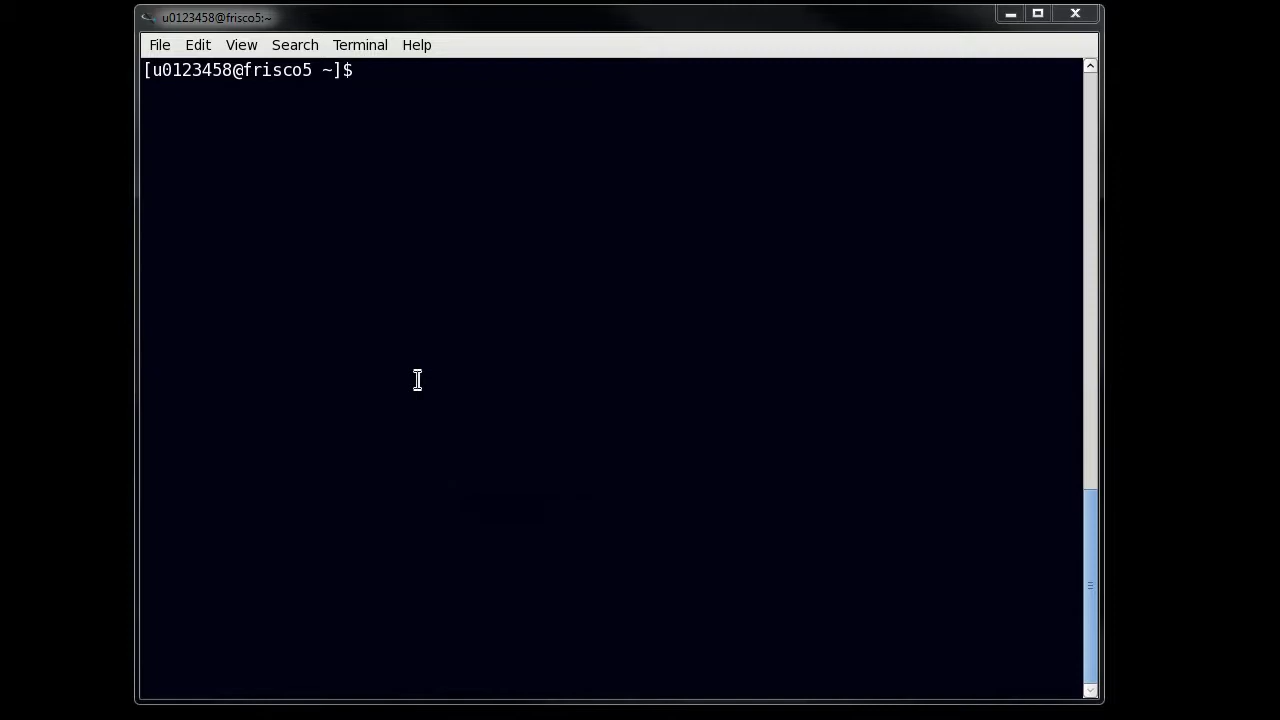 u0123458@frisco5:~
File Edit View Search Terminal Help
[u0123458@frisco5 ~]$